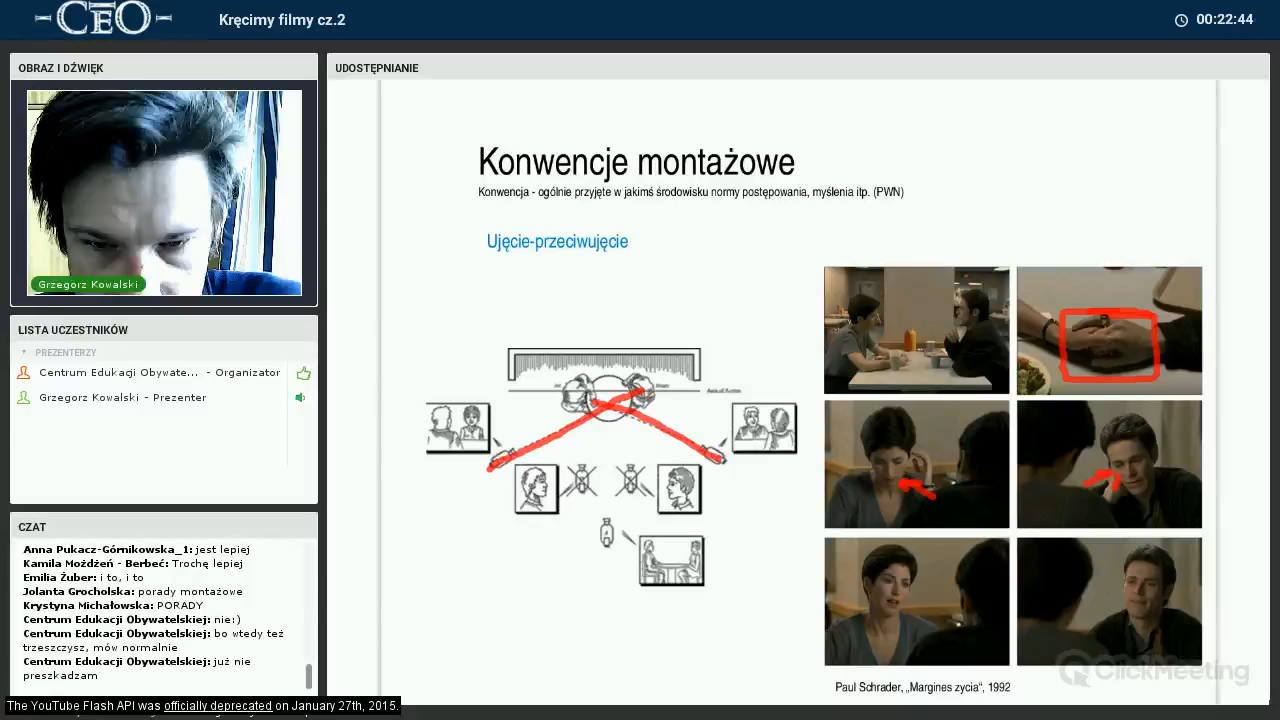 CEO
Kręcimy filmy cz.2
00:22:44
OBRAZ I DŹWIĘK
Grzegorz Kowalski
LISTA UCZESTNIKÓW
PREZENTERZY
Centrum Edukacji Obywate... - Organizator
Grzegorz Kowalski - Prezenter
CZAT
Anna Pukacz-Górnikowska_1: jest lepiej
Kamila Możdżeń - Berbeć: Trochę lepiej
Emilia Żuber: i to, i to
Jolanta Grocholska: porady montażowe
Krystyna Michałowska: PORADY
Centrum Edukacji Obywatelskiej: nie:)
Centrum Edukacji Obywatelskiej: bo wtedy też
trzeszczysz, mów normalnie
Centrum Edukacji Obywatelskiej: już nie
preszkadzam
The YouTube Flash API was officially deprecated on January 27th, 2015.
UDOSTĘPNIANIE
Konwencje montażowe
Konwencja - ogólnie przyjęte w jakimś środowisku normy postępowania, myślenia itp. (PWN)
Ujęcie-przeciwujęcie
Paul Schrader, „Margines zycia“, 1992
ClickMeeting